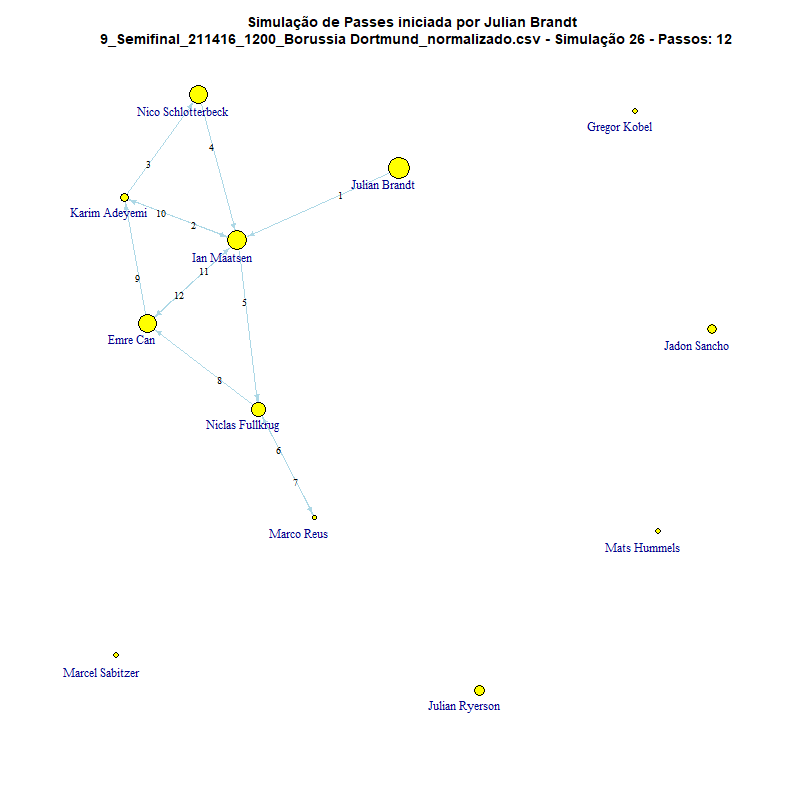 Simulação de Passes iniciada por Julian Brandt
9_Semifinal_211416_1200_Borussia Dortmund_normalizado.csv - Simulação 26 - Passos: 12
Nico Schlotterbeck
Gregor Kobel
4
3
Julian Brandt
1
Karim Adeyemi
10
2
Ian Maatsen
11
9
12
5
Emre Can
Jadon Sancho
8
Niclas Fullkrug
6
7
Marco Reus
Mats Hummels
Marcel Sabitzer
Julian Ryerson